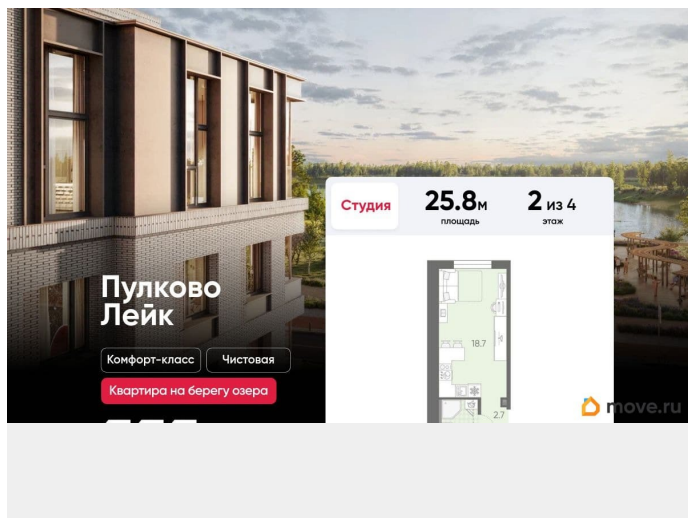 Студия
25.8м
площадь
2 из 4
этаж
Пулково
Лейк
Комфорт-класс
Чистовая
Квартира на берегу озера
18.7
2.7
move.ru